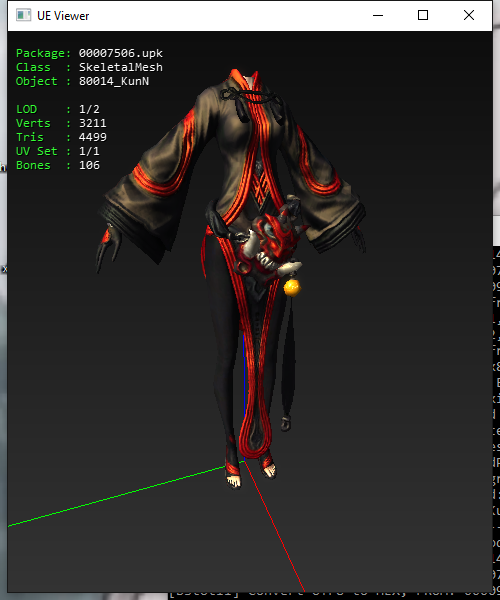 UE Viewer
Package: 00007506.upk
Class  : SkeletalMesh
Object : 80014_KunN
LOD    : 1/2
Verts  : 3211
Tris   : 4499
UV Set : 1/1
Bones  : 106